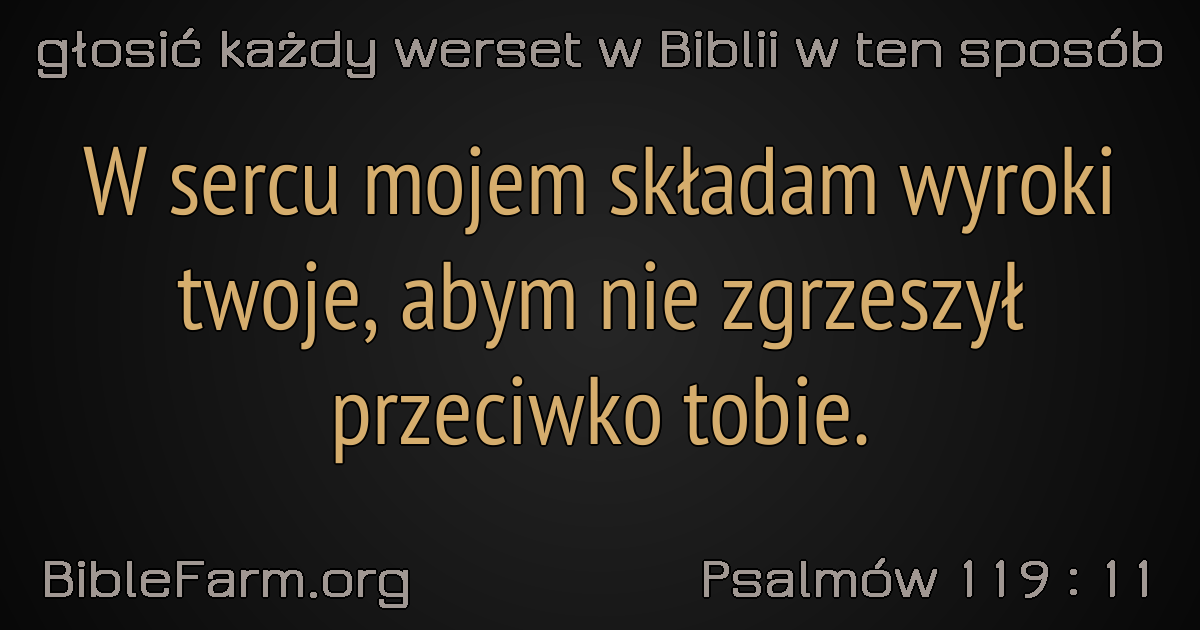 głosić każdy werset w Biblii w ten sposób
W sercu mojem składam wyroki
twoje, abym nie zgrzeszył
przeciwko tobie.
BibleFarm.org
Psalmów 119 : 11